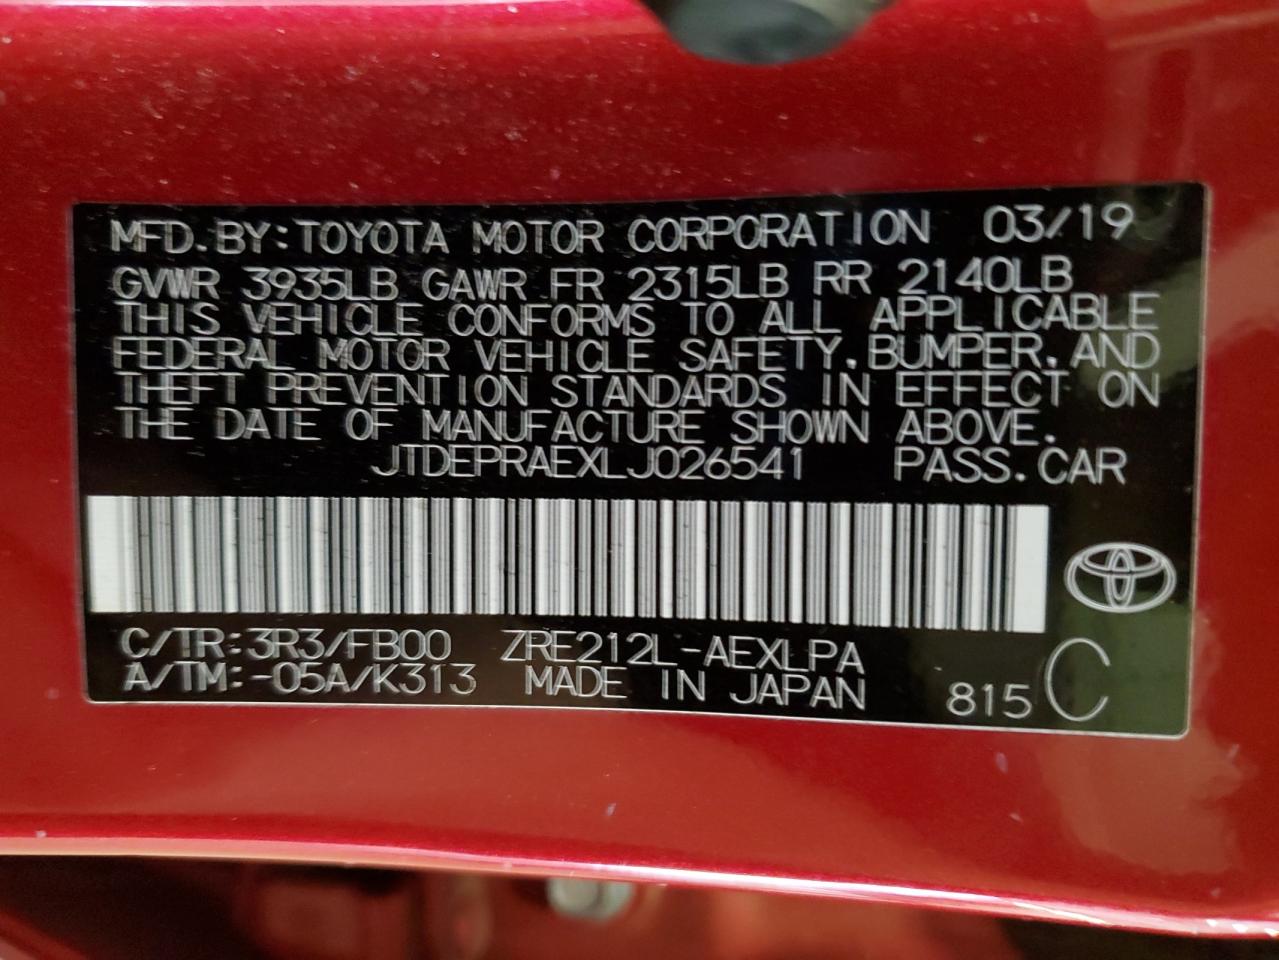 MFD.BY:TOYOTA MOTOR CORPORATION 03/19
GVWR 3935LB GAWR FR 2315LB RR 2140LB
THIS VEHICLE CONFORMS TO ALL APPLICABLE
FEDERAL MOTOR VEHICLE SAFETY,BUMPER,AND
THEFT PREVENTION STANDARDS IN EFFECT ON
THE DATE OF MANUFACTURE SHOWN ABOVE.
JTDEPRAEXLJ026541 PASS.CAR
C/TR:3R3/FB00 ZRE212L-AEXLPA
A/TM:-05A/K313 MADE IN JAPAN 815 C